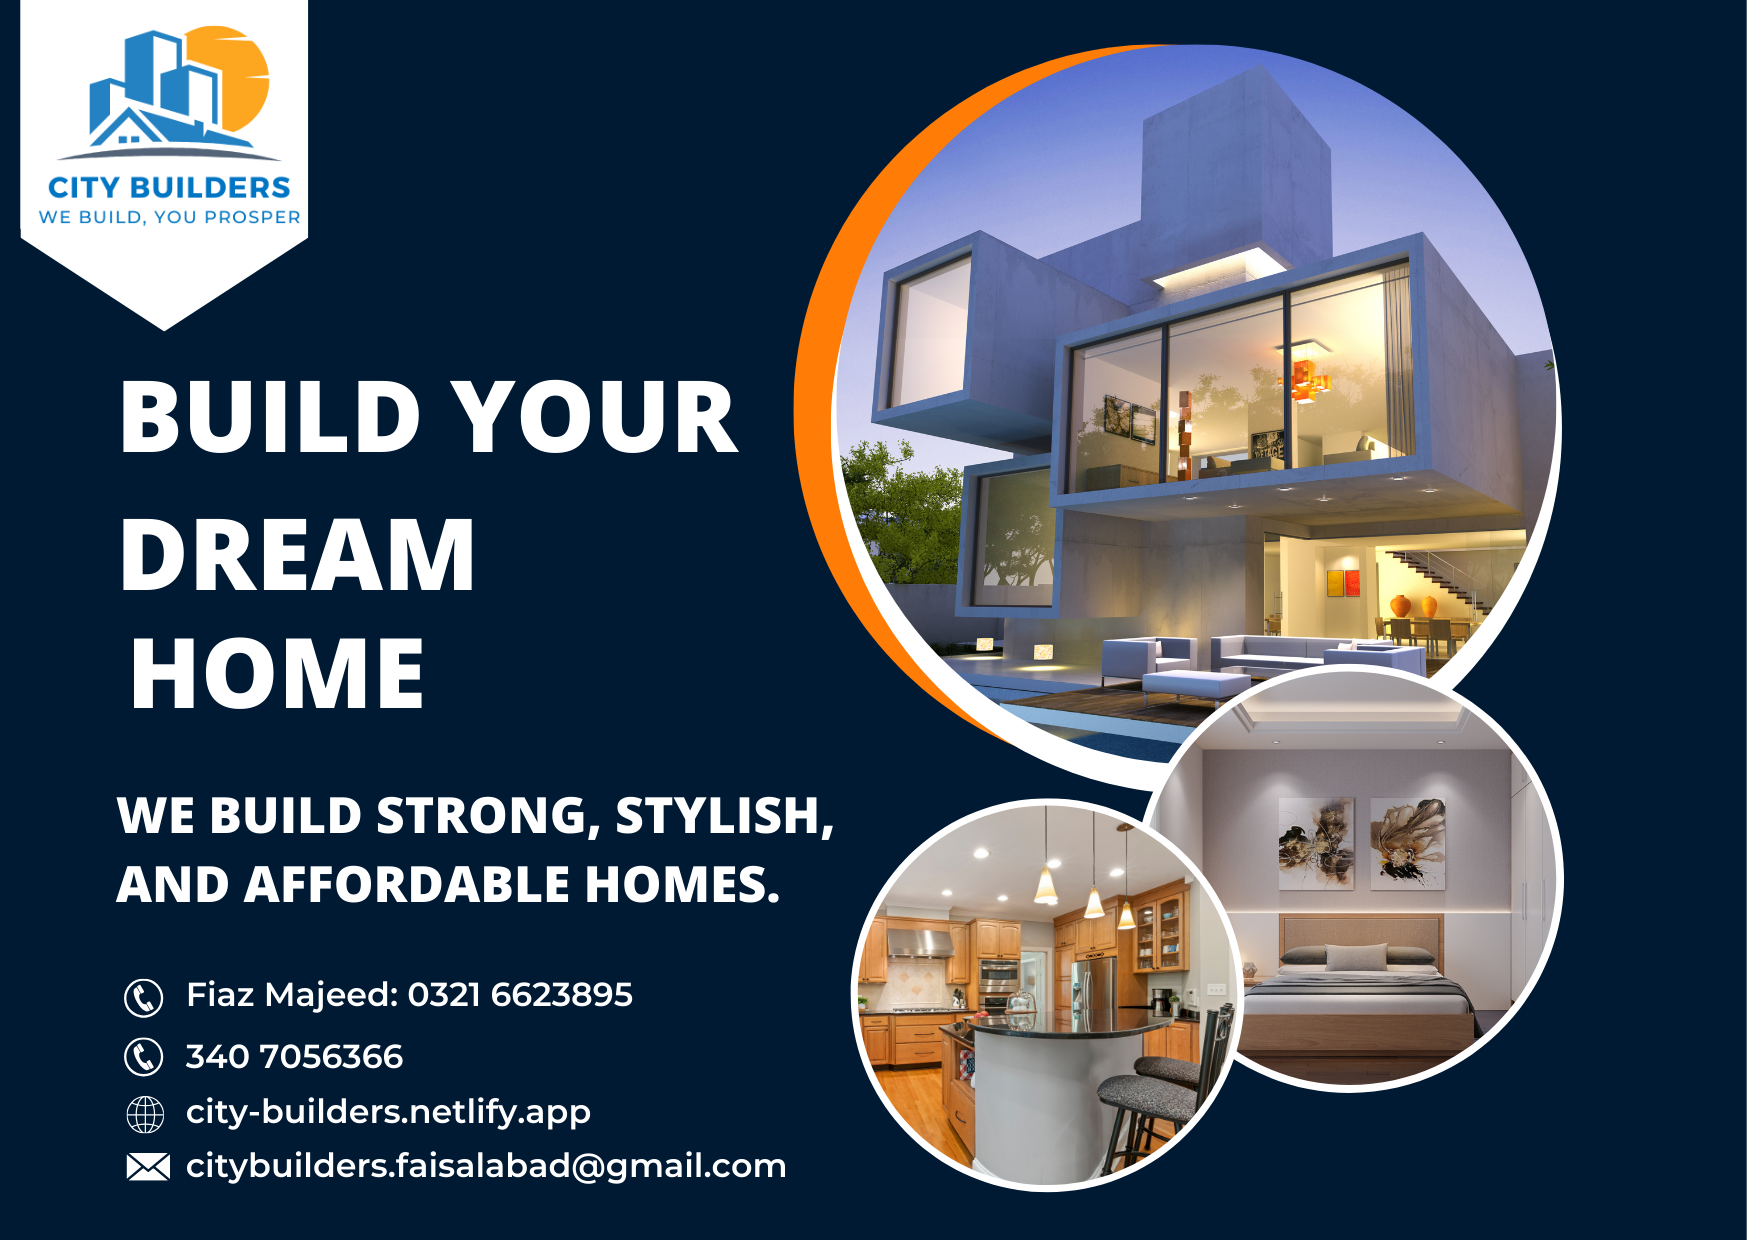 CITY BUILDERS
WE BUILD, YOU PROSPER
BUILD YOUR
DREAM
HOME
WE BUILD STRONG, STYLISH,
AND AFFORDABLE HOMES.
Fiaz Majeed: 0321 6623895
340 7056366
city-builders.netlify.app
citybuilders.faisalabad@gmail.com